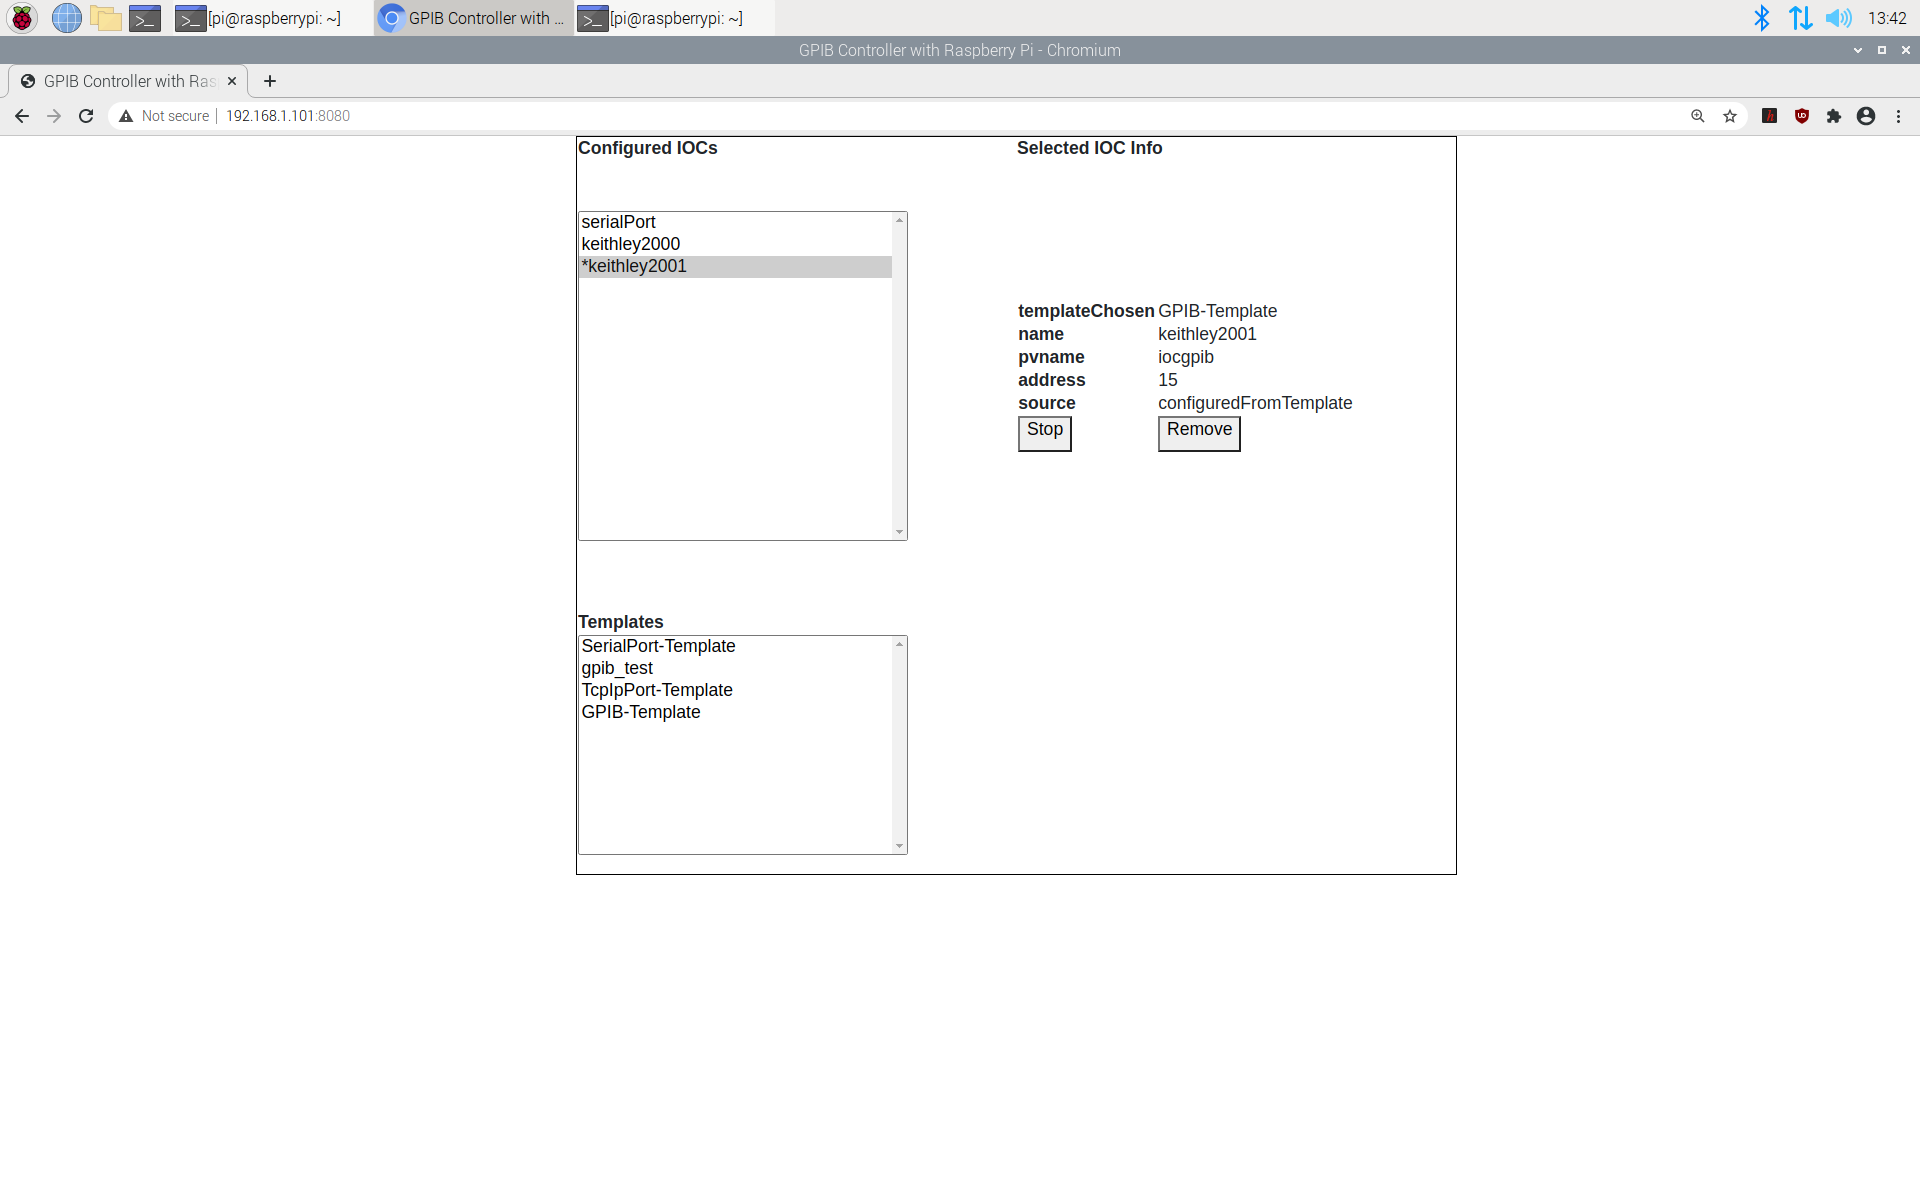 [pi@raspberrypi: ~] GPIB Controller with ... [pi@raspberrypi: ~] 13:42
GPIB Controller with Raspberry Pi - Chromium
GPIB Controller with Ras
Not secure 192.168.1.101:8080
Configured IOCs
serialPort
keithley2000
*keithley2001
Templates
SerialPort-Template
gpib_test
TcpIpPort-Template
GPIB-Template
Selected IOC Info
templateChosen GPIB-Template
name keithley2001
pvname iocgpib
address 15
source configuredFromTemplate
Stop Remove